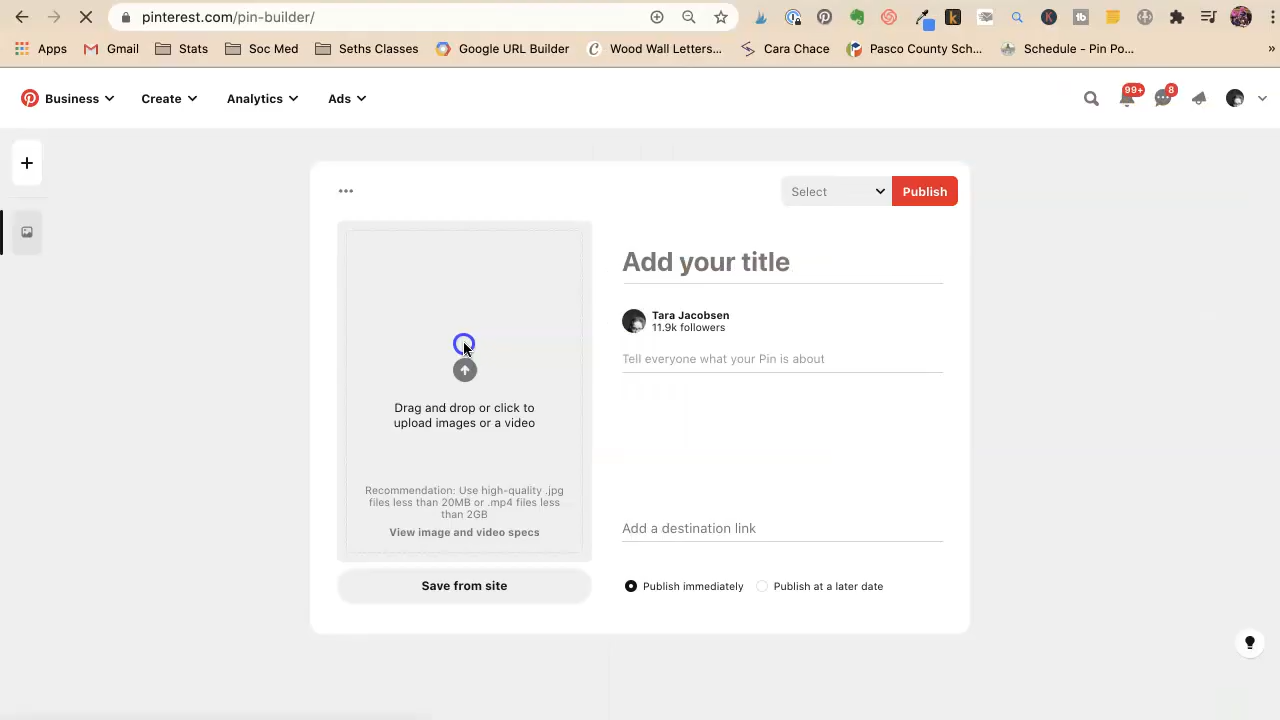 pinterest.com/pin-builder/
Apps Gmail Stats Soc Med Seths Classes Google URL Builder Wood Wall Letters... Cara Chace Pasco County Sch... Schedule - Pin Po... »
Business Create Analytics Ads 99+ 8
Select Publish
Add your title
Tara Jacobsen
11.9k followers
Tell everyone what your Pin is about
Drag and drop or click to
upload images or a video
Recommendation: Use high-quality .jpg
files less than 20MB or .mp4 files less
than 2GB
View image and video specs
Add a destination link
Save from site
Publish immediately Publish at a later date